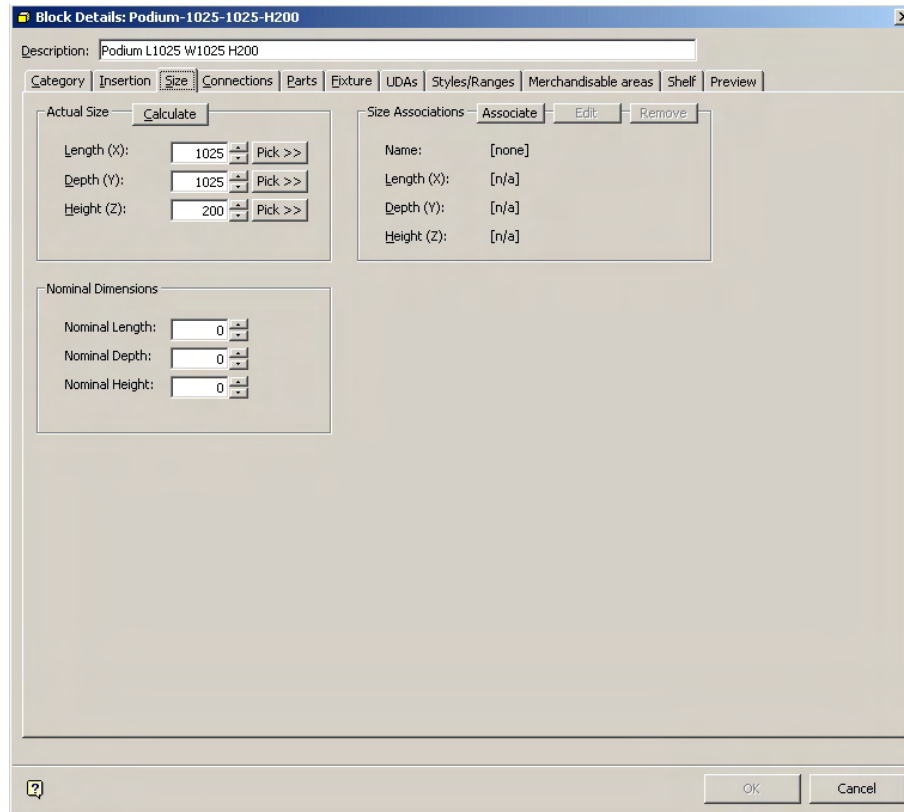 Block Details: Podium-1025-1025-H200
Description: Podium L1025 W1025 H200
Category Insertion Size Connections Parts Fixture UDAs Styles/Ranges Merchandisable areas Shelf Preview
Actual Size Calculate
Length (X): 1025 Pick >>
Depth (Y): 1025 Pick >>
Height (Z): 200 Pick >>
Size Associations Associate Edit Remove
Name: [none]
Length (X): [n/a]
Depth (Y): [n/a]
Height (Z): [n/a]
Nominal Dimensions
Nominal Length: 0
Nominal Depth: 0
Nominal Height: 0
OK Cancel